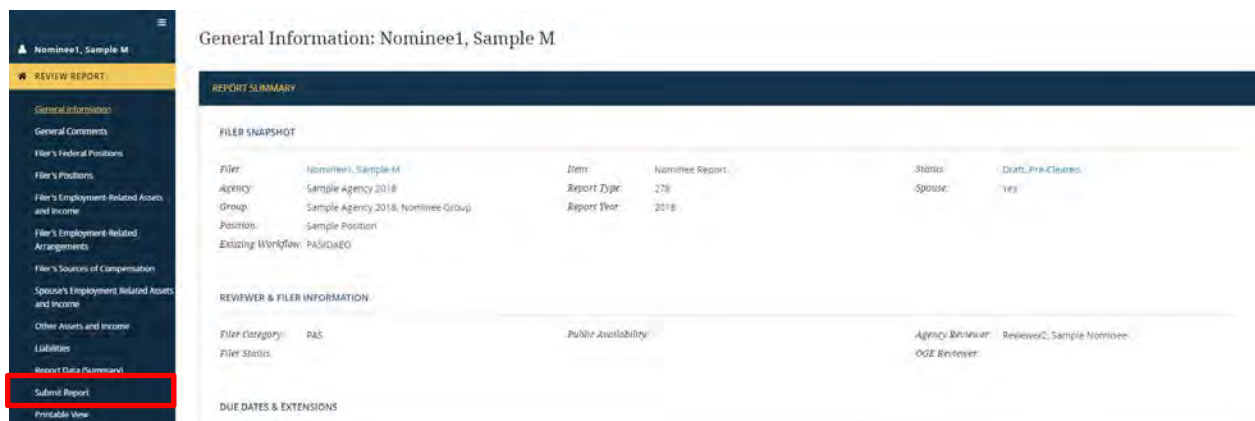 Nominee1, Sample M
REVIEW REPORT
General Information
General Comments
Filer's Federal Positions
Filer's Positions
Filer's Employment-Related Assets
and Income
Filer's Employment-Related
Arrangements
Filer's Sources of Compensation
Spouse's Employment Related Assets
and Income
Other Assets and Income
Liabilities
Report Data (Summary)
Submit Report
Printable View
General Information: Nominee1, Sample M
REPORT SUMMARY
FILER SNAPSHOT
Filer: Nominee1, Sample M Item: Nominee Report Status: Draft, Pre-Cleared
Agency: Sample Agency 2018 Report Type: 278 Spouse: Yes
Group: Sample Agency 2018, Nominee Group Report Year: 2018
Position: Sample Position
Existing Workflow: PAS/DAEO
REVIEWER & FILER INFORMATION
Filer Category: PAS Public Availability: Agency Reviewer: Reviewer2, Sample Nominee
Filer Status: OGE Reviewer:
DUE DATES & EXTENSIONS